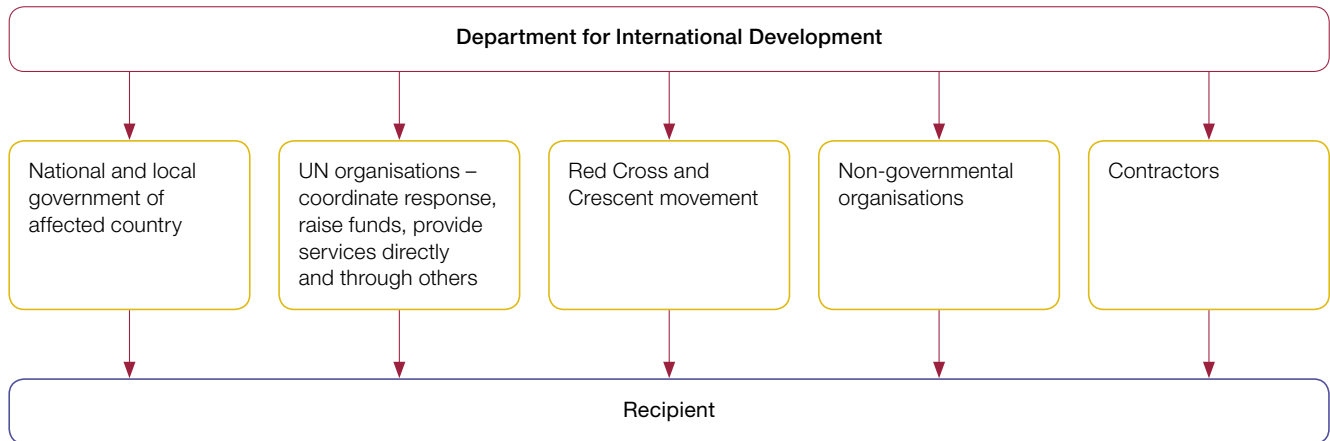 Department for International Development
National and local
government of
affected country
UN organisations –
coordinate response,
raise funds, provide
services directly
and through others
Red Cross and
Crescent movement
Non-governmental
organisations
Contractors
Recipient